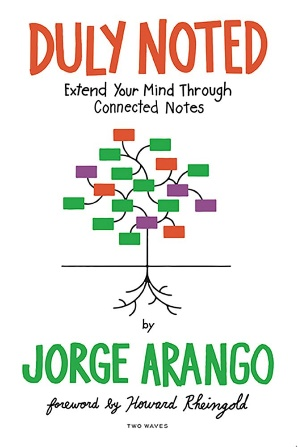 DULY NOTED
Extend Your Mind Through
Connected Notes
by
JORGE ARANGO
foreword by Howard Rheingold
TWO WAVES